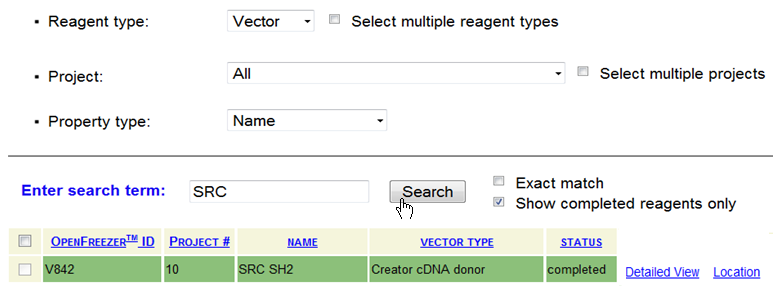 Reagent type: Vector Select multiple reagent types
Project: All Select multiple projects
Property type: Name
Enter search term: SRC Search Exact match
Show completed reagents only
OpenFreezer™ ID Project # name vector type status
V842 10 SRC SH2 Creator cDNA donor completed Detailed View Location